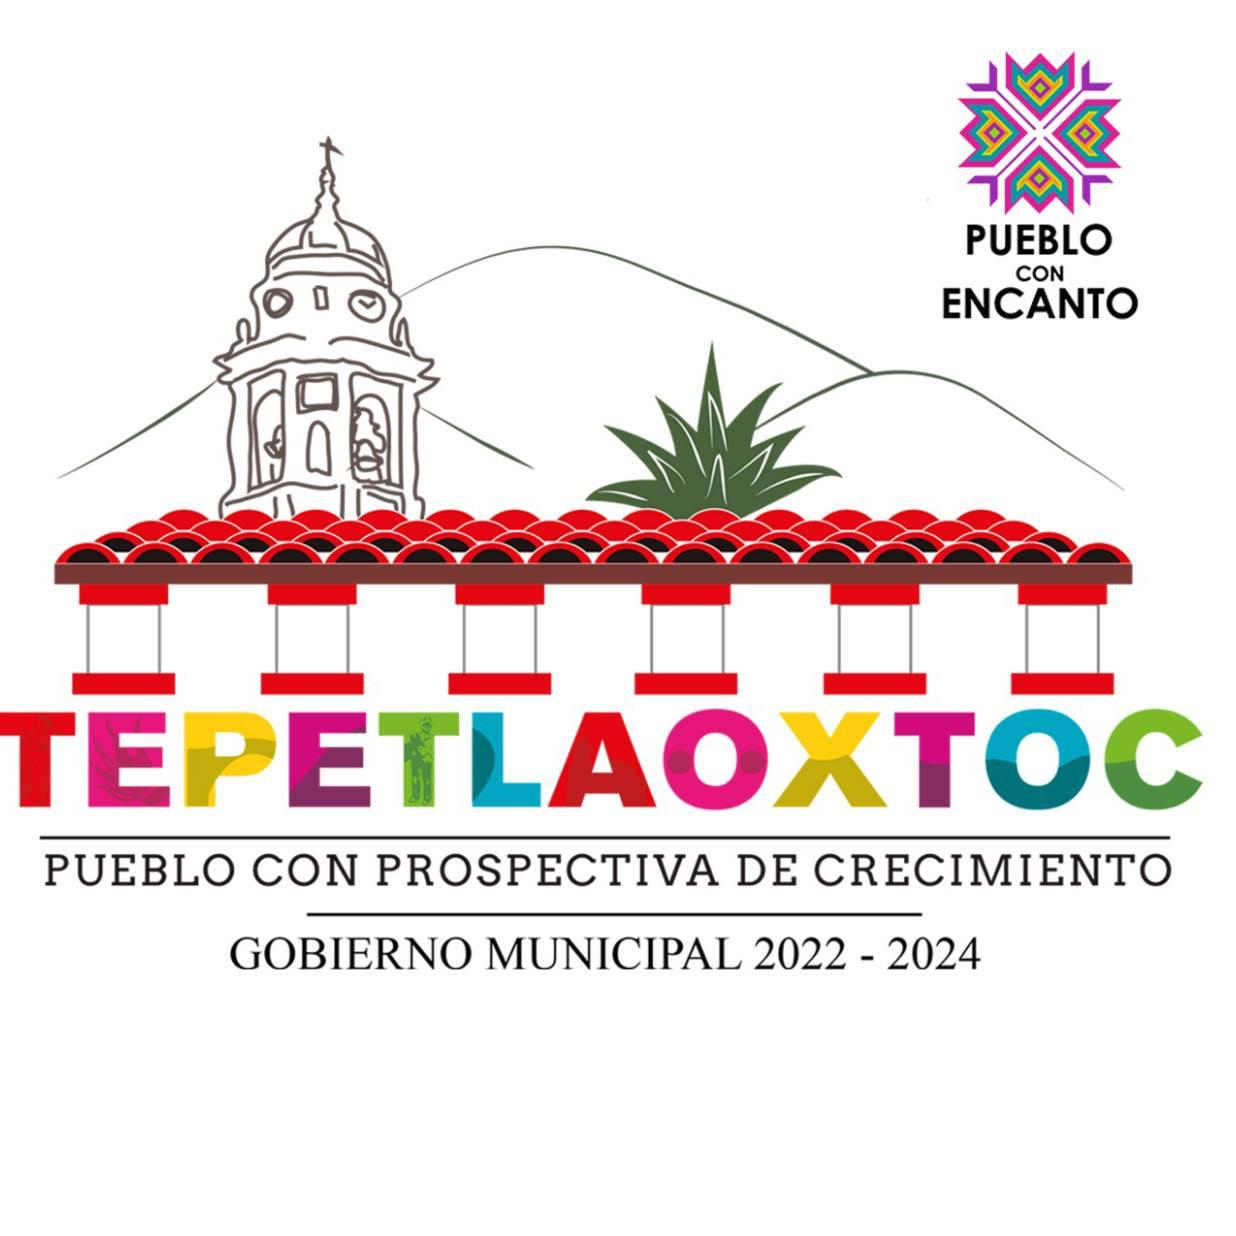 PUEBLO
CON
ENCANTO
TEPETLAOXTOC
PUEBLO CON PROSPECTIVA DE CRECIMIENTO
GOBIERNO MUNICIPAL 2022 - 2024